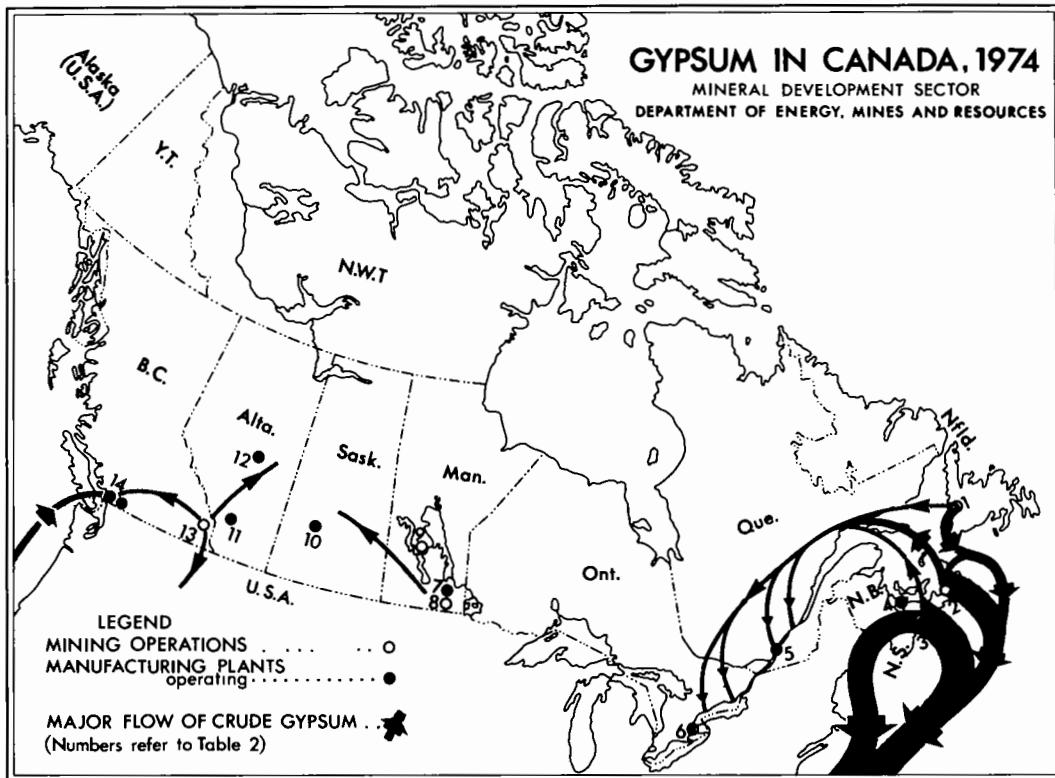 GYPSUM IN CANADA, 1974
MINERAL DEVELOPMENT SECTOR
DEPARTMENT OF ENERGY, MINES AND RESOURCES
Alaska
(U.S.A.)
Y.T.
N.W.T
B.C.
Alta.
Sask.
Man.
Ont.
Que.
Nfld.
N.B.
N.S.
U.S.A.
14
13
12
11
10
8
9
6
5
4
3
2
1
LEGEND
MINING OPERATIONS
MANUFACTURING PLANTS
operating
MAJOR FLOW OF CRUDE GYPSUM
(Numbers refer to Table 2)